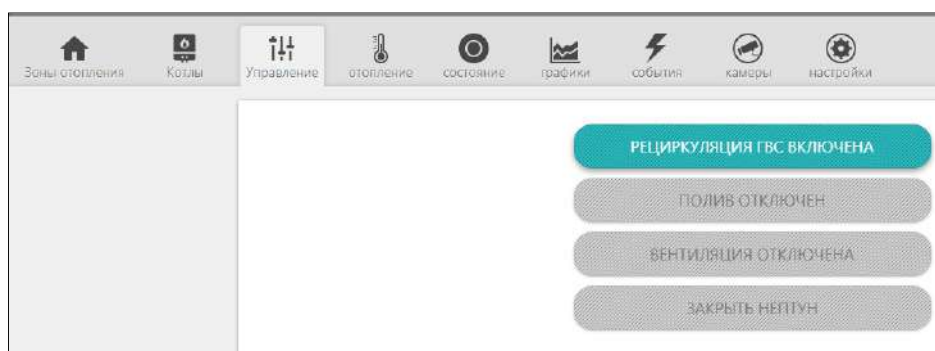 Зоны отопления Котлы Управление отопление состояние графики события камеры настройки
РЕЦИРКУЛЯЦИЯ ГВС ВКЛЮЧЕНА
ПОЛИВ ОТКЛЮЧЕН
ВЕНТИЛЯЦИЯ ОТКЛЮЧЕНА
ЗАКРЫТЬ НЕПТУН